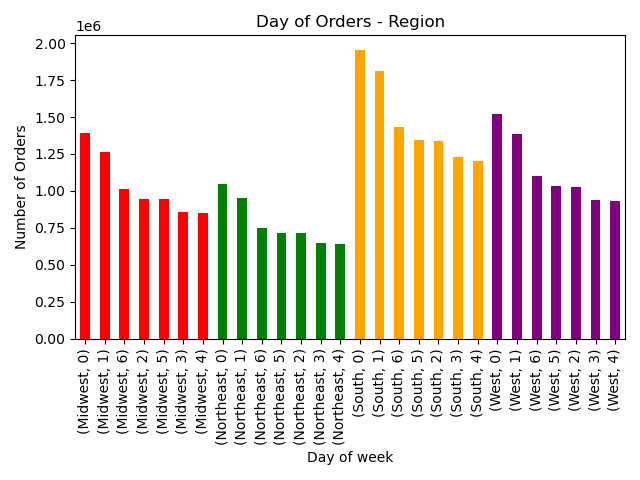 Day of Orders - Region
1e6
Number of Orders
2.00
1.75
1.50
1.25
1.00
0.75
0.50
0.25
0.00
(Midwest, 0)
(Midwest, 1)
(Midwest, 6)
(Midwest, 2)
(Midwest, 5)
(Midwest, 3)
(Midwest, 4)
(Northeast, 0)
(Northeast, 1)
(Northeast, 6)
(Northeast, 5)
(Northeast, 2)
(Northeast, 3)
(Northeast, 4)
(South, 0)
(South, 1)
(South, 6)
(South, 5)
(South, 2)
(South, 3)
(South, 4)
(West, 0)
(West, 1)
(West, 6)
(West, 5)
(West, 2)
(West, 3)
(West, 4)
Day of week